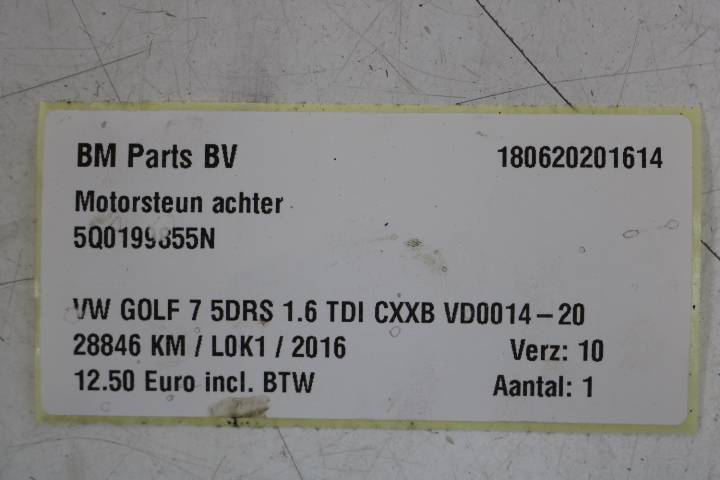 BM Parts BV 180620201614
Motorsteun achter
5Q0199855N
VW GOLF 7 5DRS 1.6 TDI CXXB VD0014-20
28846 KM / L0K1 / 2016 Verz: 10
12.50 Euro incl. BTW Aantal: 1